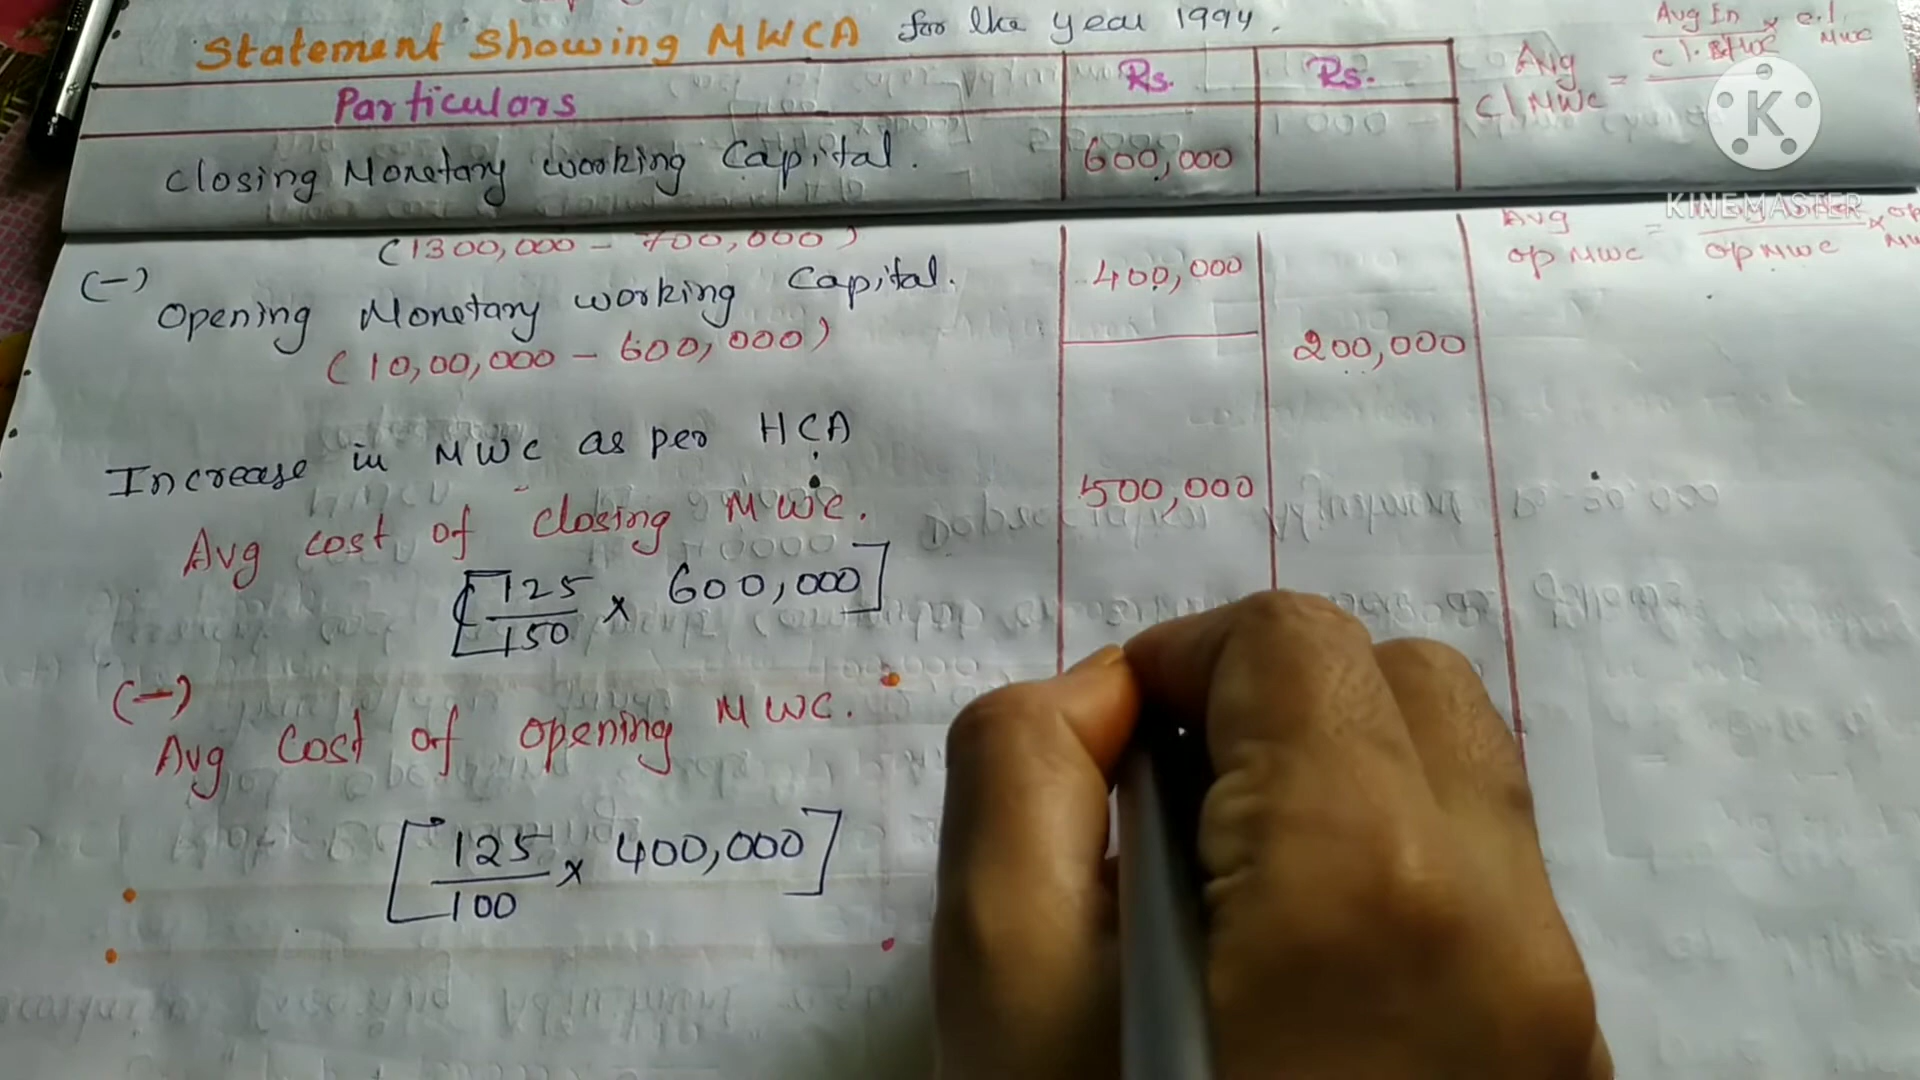 Statement Showing MWCA for the year 1994.
Particulars Rs. Rs.
Closing Monetary working Capital. 600,000
(1300,000 - 700,000)
(-)
Opening Monetary working Capital. 400,000
(10,00,000 - 600,000) 200,000
Increase in MWC as per HCA
Avg cost of closing MWC. 500,000
[125/150 × 600,000]
(-)
Avg Cost of opening MWC.
[125/100 × 400,000]
Avg Cl MWC = Avg In × cl MWC
Avg op MWC = op MWC ×
K
KINEMASTER